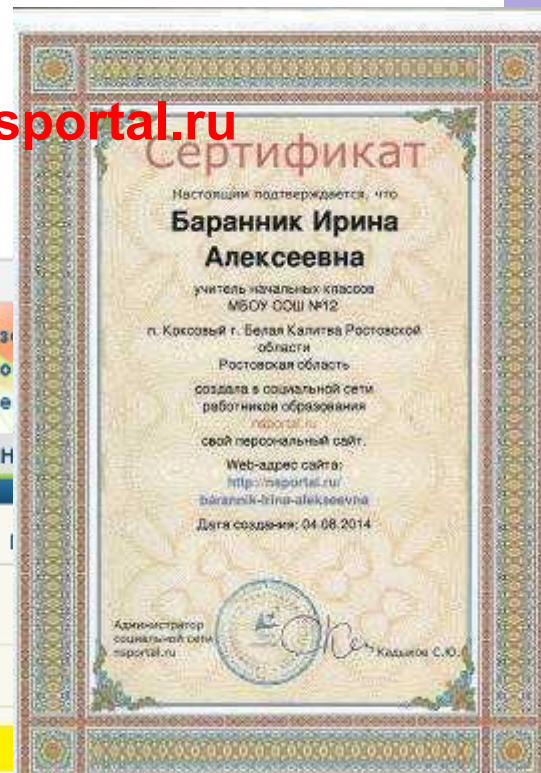 sportal.ru
Сертификат
Настоящим подтверждается, что
Баранник Ирина
Алексеевна
учитель начальных классов
МБОУ СОШ №12
п. Коксовый г. Белая Калитва Ростовской
области
Ростовская область
создала в социальной сети
работников образования
nsportal.ru
свой персональный сайт.
Web-адрес сайта:
http://nsportal.ru/
barannik-irina-alekseevna
Дата создания: 04.08.2014
Администратор
социальной сети
nsportal.ru
Кадыков С.Ю.